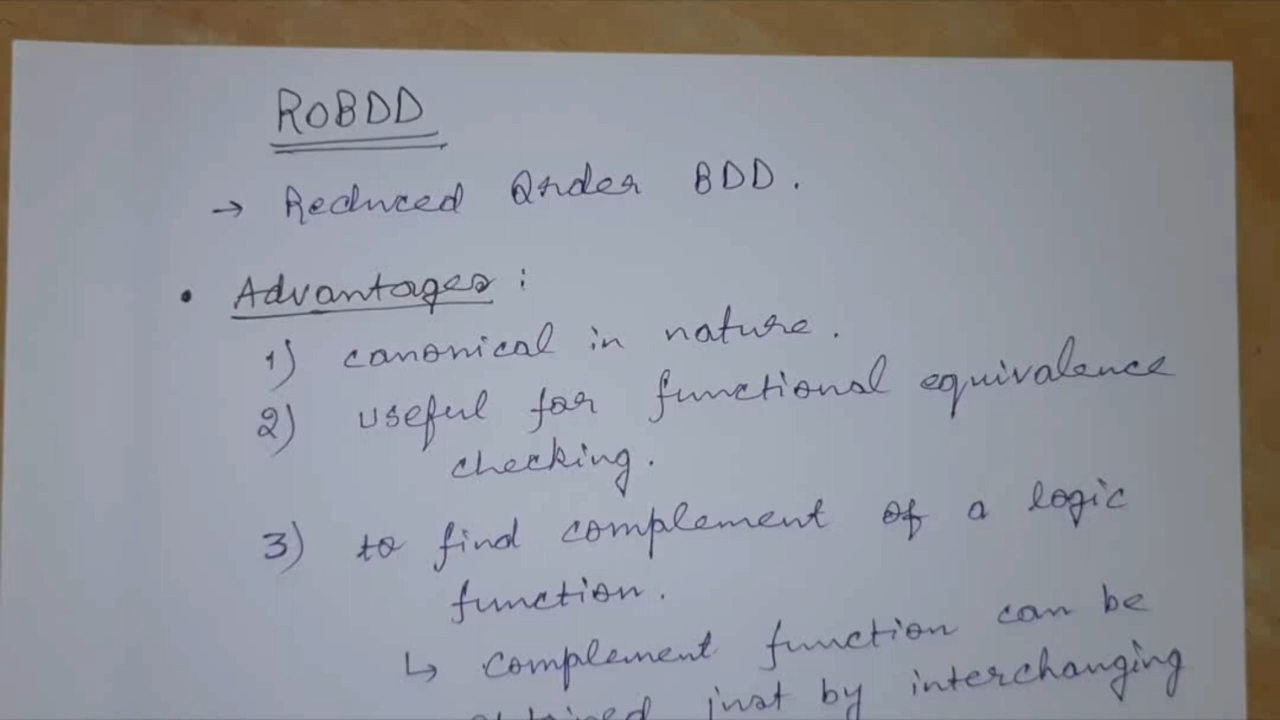 ROBDD
→ Reduced Order BDD.
• Advantages :
1) canonical in nature.
2) useful for functional equivalence
checking.
3) to find complement of a logic
function.
↳ complement function can be
obtained just by interchanging